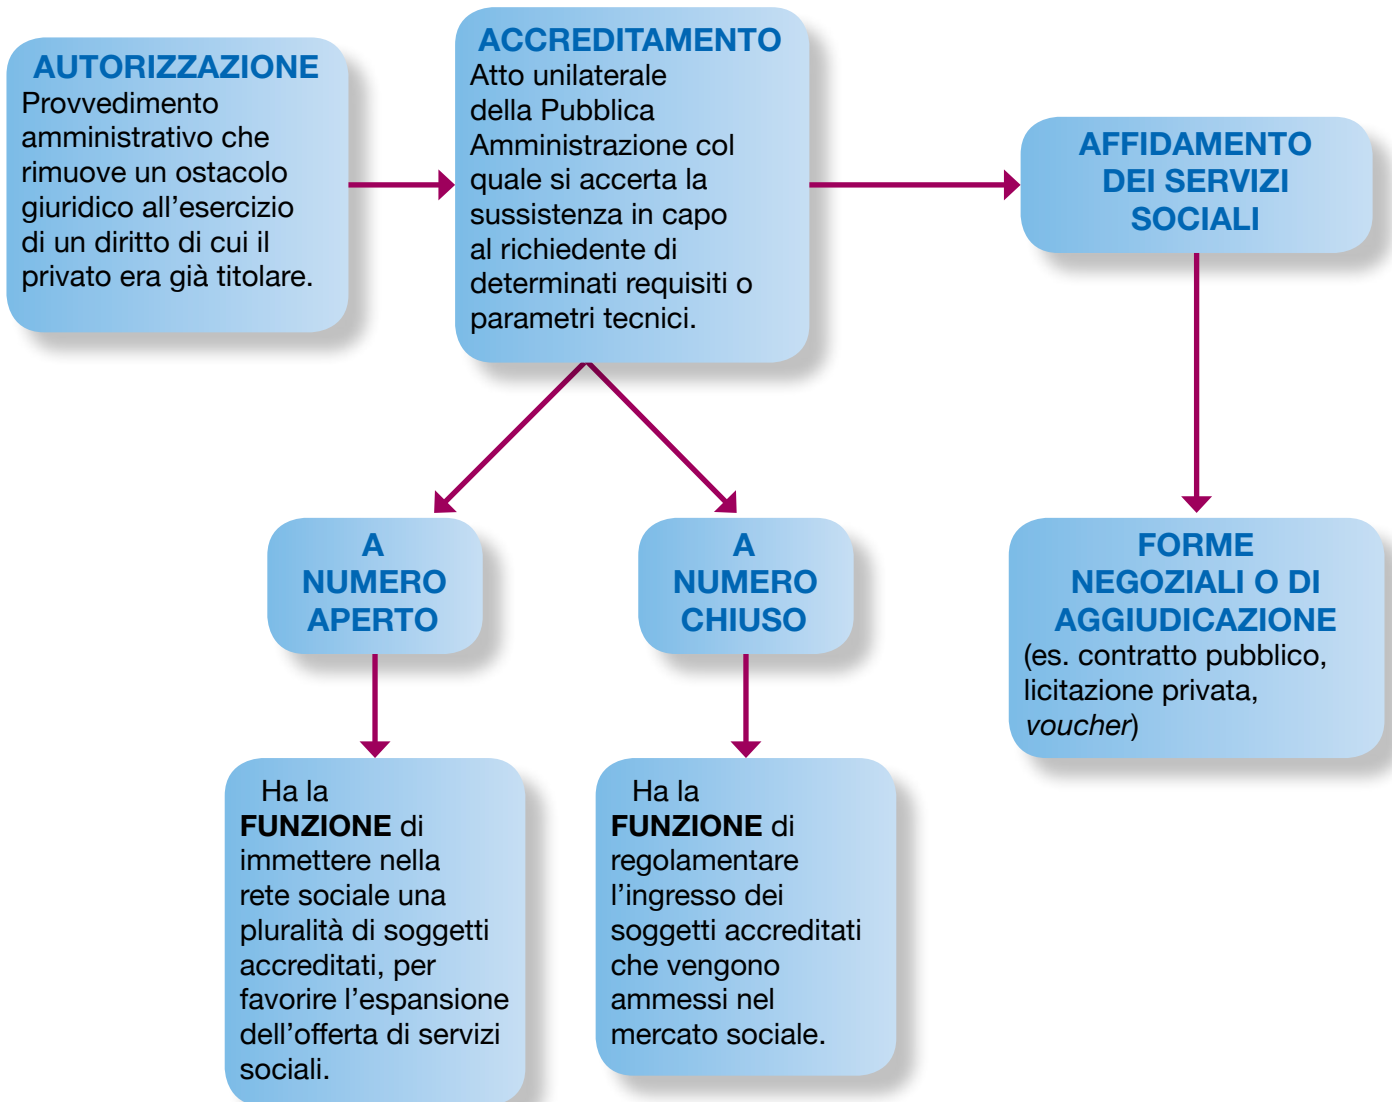 AUTORIZZAZIONE
Provvedimento
amministrativo che
rimuove un ostacolo
giuridico all’esercizio
di un diritto di cui il
privato era già titolare.
ACCREDITAMENTO
Atto unilaterale
della Pubblica
Amministrazione col
quale si accerta la
sussistenza in capo
al richiedente di
determinati requisiti o
parametri tecnici.
AFFIDAMENTO
DEI SERVIZI
SOCIALI
A
NUMERO
APERTO
A
NUMERO
CHIUSO
FORME
NEGOZIALI O DI
AGGIUDICAZIONE
(es. contratto pubblico,
licitazione privata,
voucher)
Ha la
FUNZIONE di
immettere nella
rete sociale una
pluralità di soggetti
accreditati, per
favorire l’espansione
dell’offerta di servizi
sociali.
Ha la
FUNZIONE di
regolamentare
l’ingresso dei
soggetti accreditati
che vengono
ammessi nel
mercato sociale.